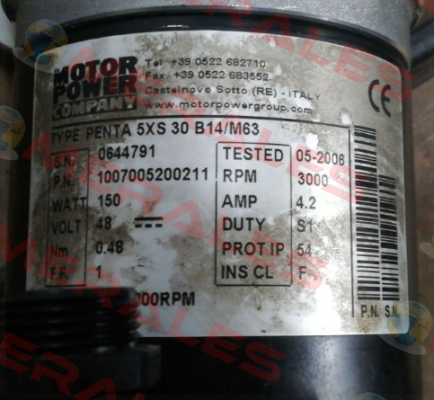 MOTOR
POWER
COMPANY
Tel +39 0522 682710
Fax +39 0522 683552
Castelnovo Sotto (RE) - ITALY
www.motorpowergroup.com
CE
TYPE PENTA 5XS 30 B14/M63
S.N. 0644791 TESTED 05-2006
P.N. 1007005200211 RPM 3000
WATT 150 AMP 4.2
VOLT 48 DUTY S1
Nm 0.48 PROT IP 54
F.F. 1 INS CL F
000RPM
P.N. S.N.
MERALES